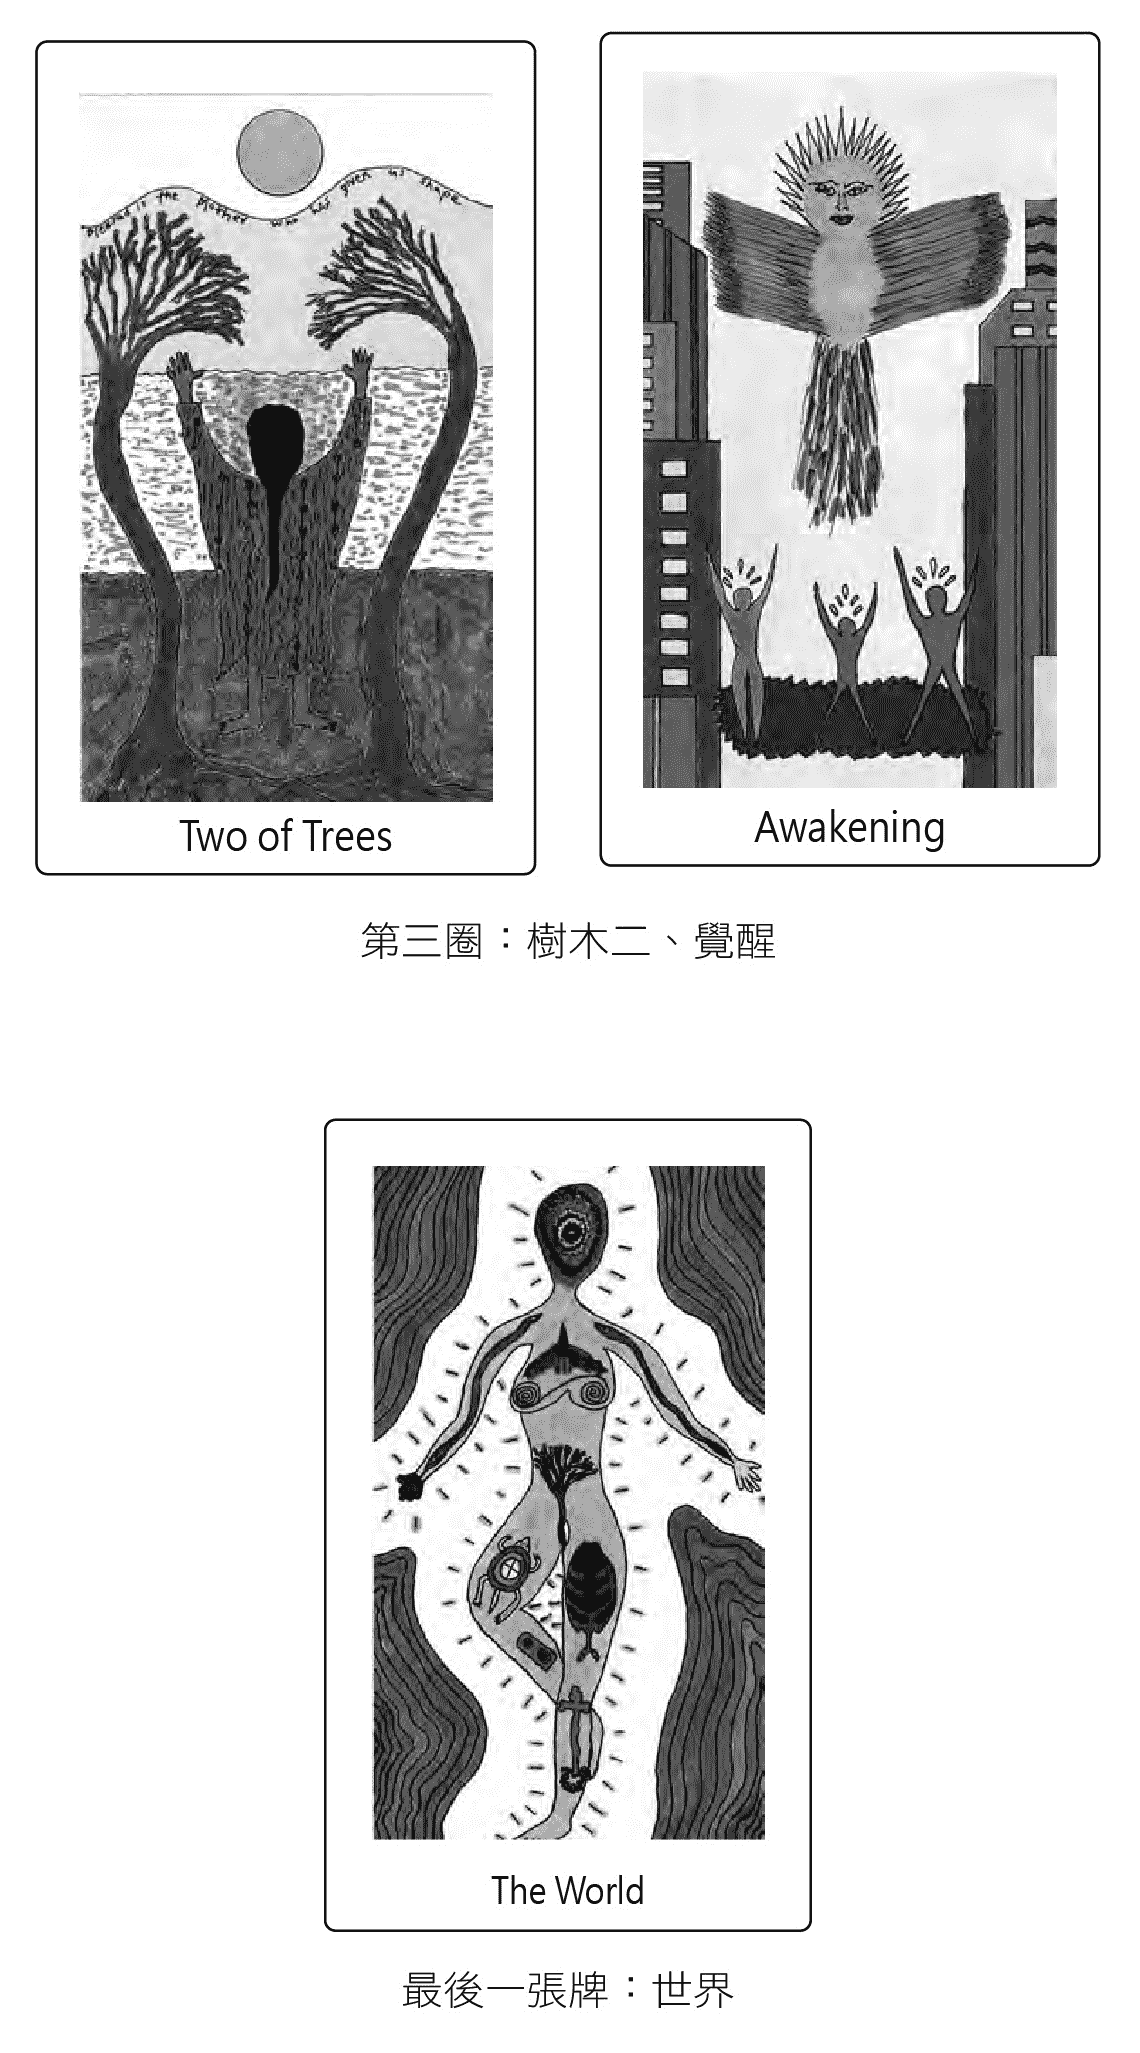 Blessed is the Mother who has given us shape
Two of Trees
Awakening
第三圈：樹木二、覺醒
The World
最後一張牌：世界